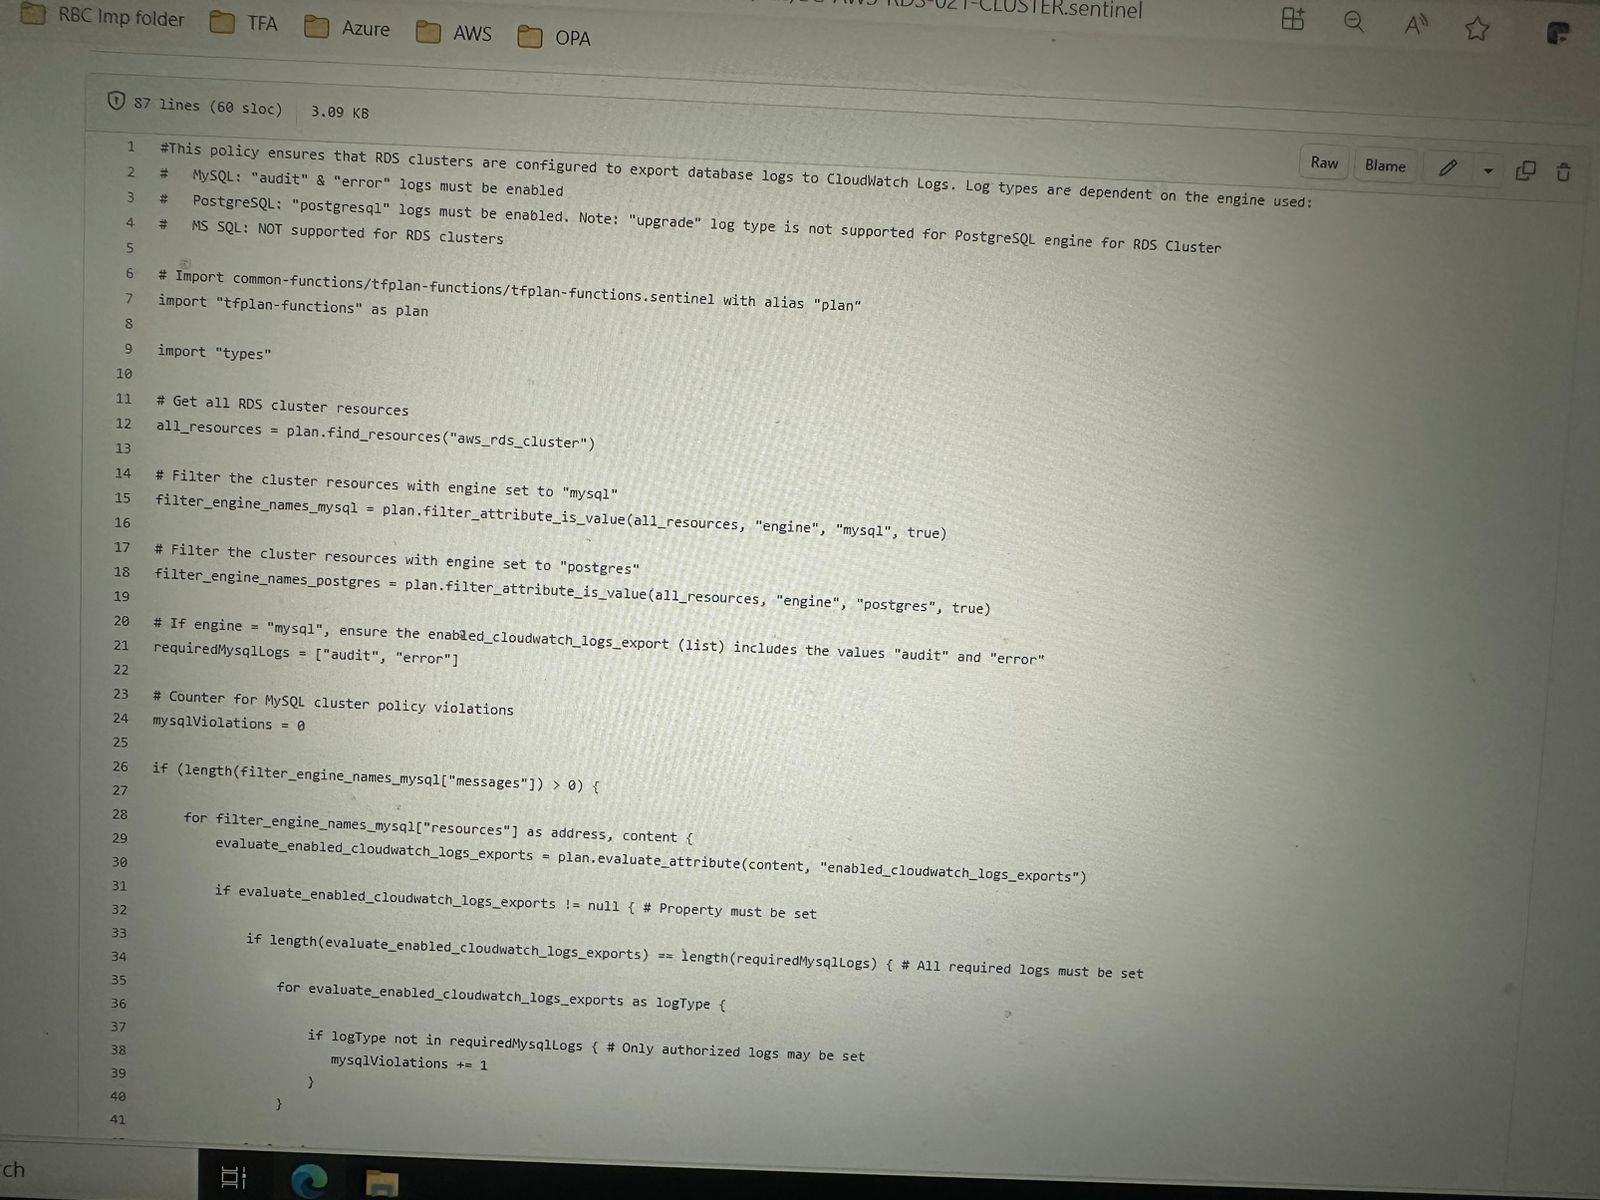 -CLUSTER.sentinel
RBC Imp folder
TFA
Azure
AWS
OPA
87 lines (60 sloc)
3.09 KB
Raw
Blame
1 #This policy ensures that RDS clusters are configured to export database logs to CloudWatch Logs. Log types are dependent on the engine used:
2 #   MySQL: "audit" & "error" logs must be enabled
3 #   PostgreSQL: "postgresql" logs must be enabled. Note: "upgrade" log type is not supported for PostgreSQL engine for RDS Cluster
4 #   MS SQL: NOT supported for RDS clusters
5
6 # Import common-functions/tfplan-functions/tfplan-functions.sentinel with alias "plan"
7 import "tfplan-functions" as plan
8
9 import "types"
10
11 # Get all RDS cluster resources
12 all_resources = plan.find_resources("aws_rds_cluster")
13
14 # Filter the cluster resources with engine set to "mysql"
15 filter_engine_names_mysql = plan.filter_attribute_is_value(all_resources, "engine", "mysql", true)
16
17 # Filter the cluster resources with engine set to "postgres"
18 filter_engine_names_postgres = plan.filter_attribute_is_value(all_resources, "engine", "postgres", true)
19
20 # If engine = "mysql", ensure the enabled_cloudwatch_logs_export (list) includes the values "audit" and "error"
21 requiredMysqlLogs = ["audit", "error"]
22
23 # Counter for MySQL cluster policy violations
24 mysqlViolations = 0
25
26 if (length(filter_engine_names_mysql["messages"]) > 0) {
27
28     for filter_engine_names_mysql["resources"] as address, content {
29         evaluate_enabled_cloudwatch_logs_exports = plan.evaluate_attribute(content, "enabled_cloudwatch_logs_exports")
30
31         if evaluate_enabled_cloudwatch_logs_exports != null { # Property must be set
32
33             if length(evaluate_enabled_cloudwatch_logs_exports) == length(requiredMysqlLogs) { # All required logs must be set
34
35                 for evaluate_enabled_cloudwatch_logs_exports as logType {
36
37                     if logType not in requiredMysqlLogs { # Only authorized logs may be set
38                        mysqlViolations += 1
39                     }
40                 }
41
ch